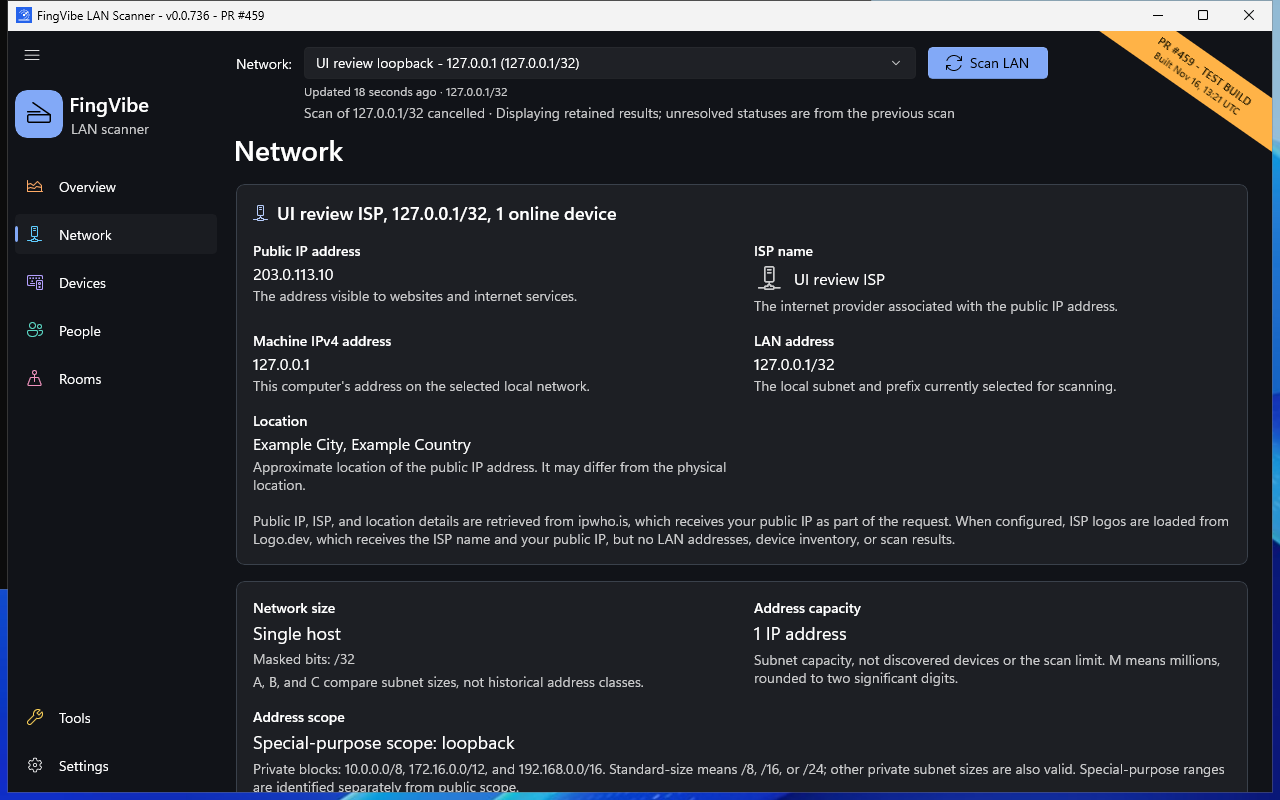 FingVibe LAN Scanner - v0.0.736 - PR #459
Network:
UI review loopback - 127.0.0.1 (127.0.0.1/32)
Scan LAN
PR #459 - TEST BUILD
Built Nov 16, 13:21 UTC
Updated 18 seconds ago · 127.0.0.1/32
Scan of 127.0.0.1/32 cancelled · Displaying retained results; unresolved statuses are from the previous scan
FingVibe
LAN scanner
Overview
Network
Devices
People
Rooms
Tools
Settings
Network
UI review ISP, 127.0.0.1/32, 1 online device
Public IP address
203.0.113.10
The address visible to websites and internet services.
ISP name
UI review ISP
The internet provider associated with the public IP address.
Machine IPv4 address
127.0.0.1
This computer's address on the selected local network.
LAN address
127.0.0.1/32
The local subnet and prefix currently selected for scanning.
Location
Example City, Example Country
Approximate location of the public IP address. It may differ from the physical
location.
Public IP, ISP, and location details are retrieved from ipwho.is, which receives your public IP as part of the request. When configured, ISP logos are loaded from
Logo.dev, which receives the ISP name and your public IP, but no LAN addresses, device inventory, or scan results.
Network size
Single host
Masked bits: /32
A, B, and C compare subnet sizes, not historical address classes.
Address capacity
1 IP address
Subnet capacity, not discovered devices or the scan limit. M means millions,
rounded to two significant digits.
Address scope
Special-purpose scope: loopback
Private blocks: 10.0.0.0/8, 172.16.0.0/12, and 192.168.0.0/16. Standard-size means /8, /16, or /24; other private subnet sizes are also valid. Special-purpose ranges
are identified separately from public scope.